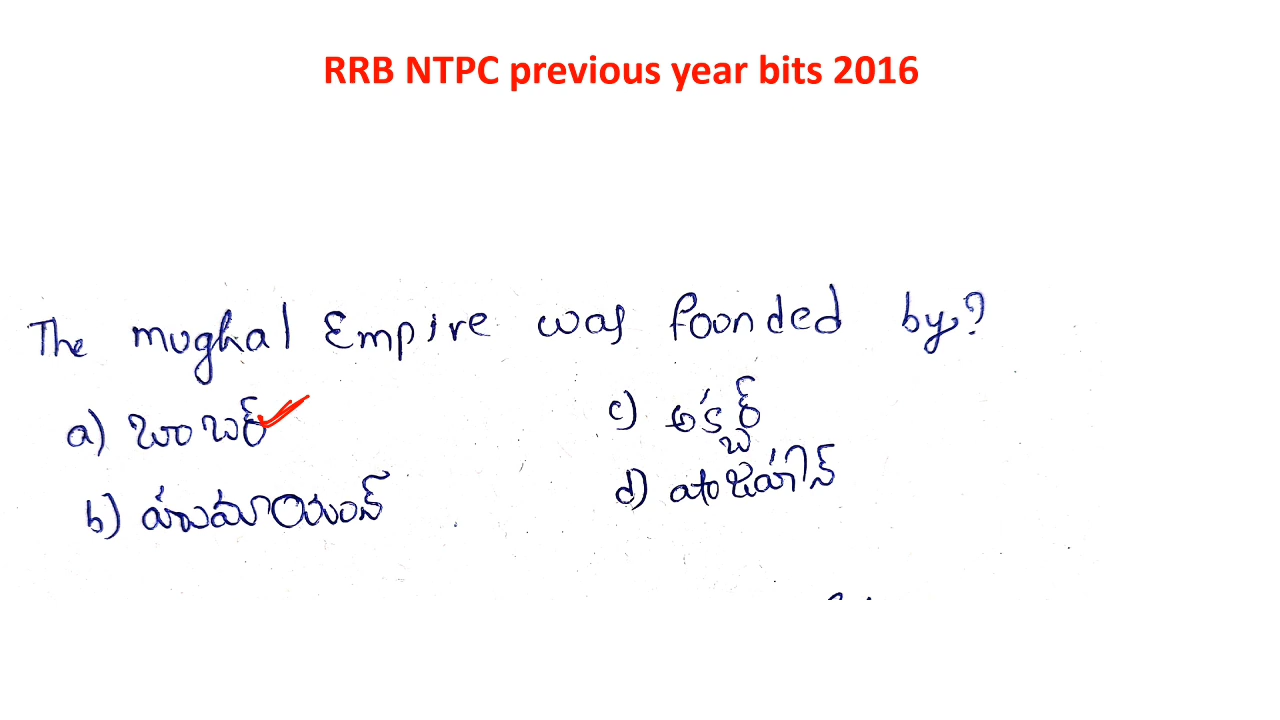 RRB NTPC previous year bits 2016
The mughal Empire was founded by?
a) బాబర్
c) అక్బర్
b) హుమాయున్
d) షాజహాన్